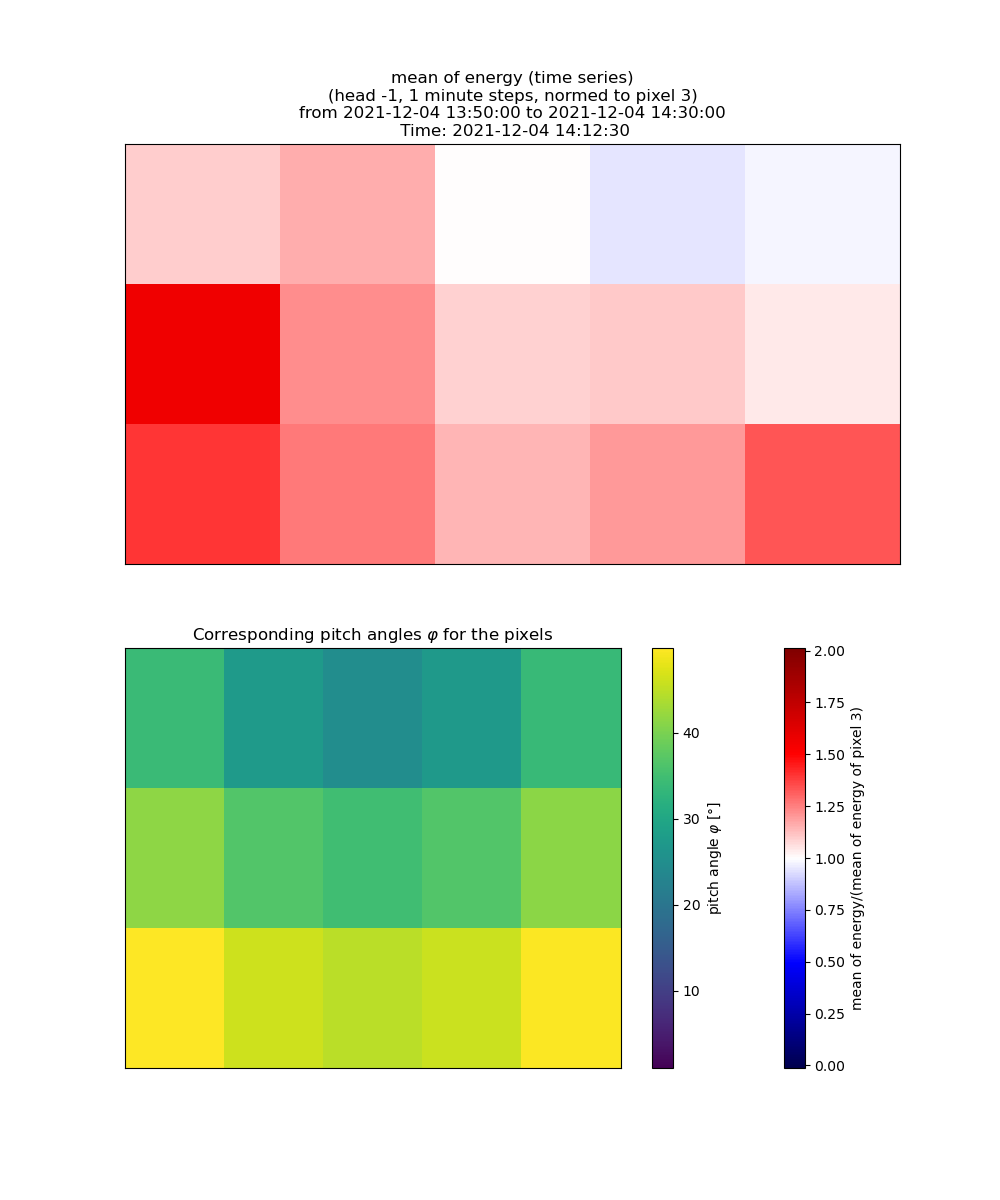 mean of energy (time series)
(head -1, 1 minute steps, normed to pixel 3)
from 2021-12-04 13:50:00 to 2021-12-04 14:30:00
Time: 2021-12-04 14:12:30
Corresponding pitch angles φ for the pixels
40
30
20
10
pitch angle φ [°]
2.00
1.75
1.50
1.25
1.00
0.75
0.50
0.25
0.00
mean of energy/(mean of energy of pixel 3)